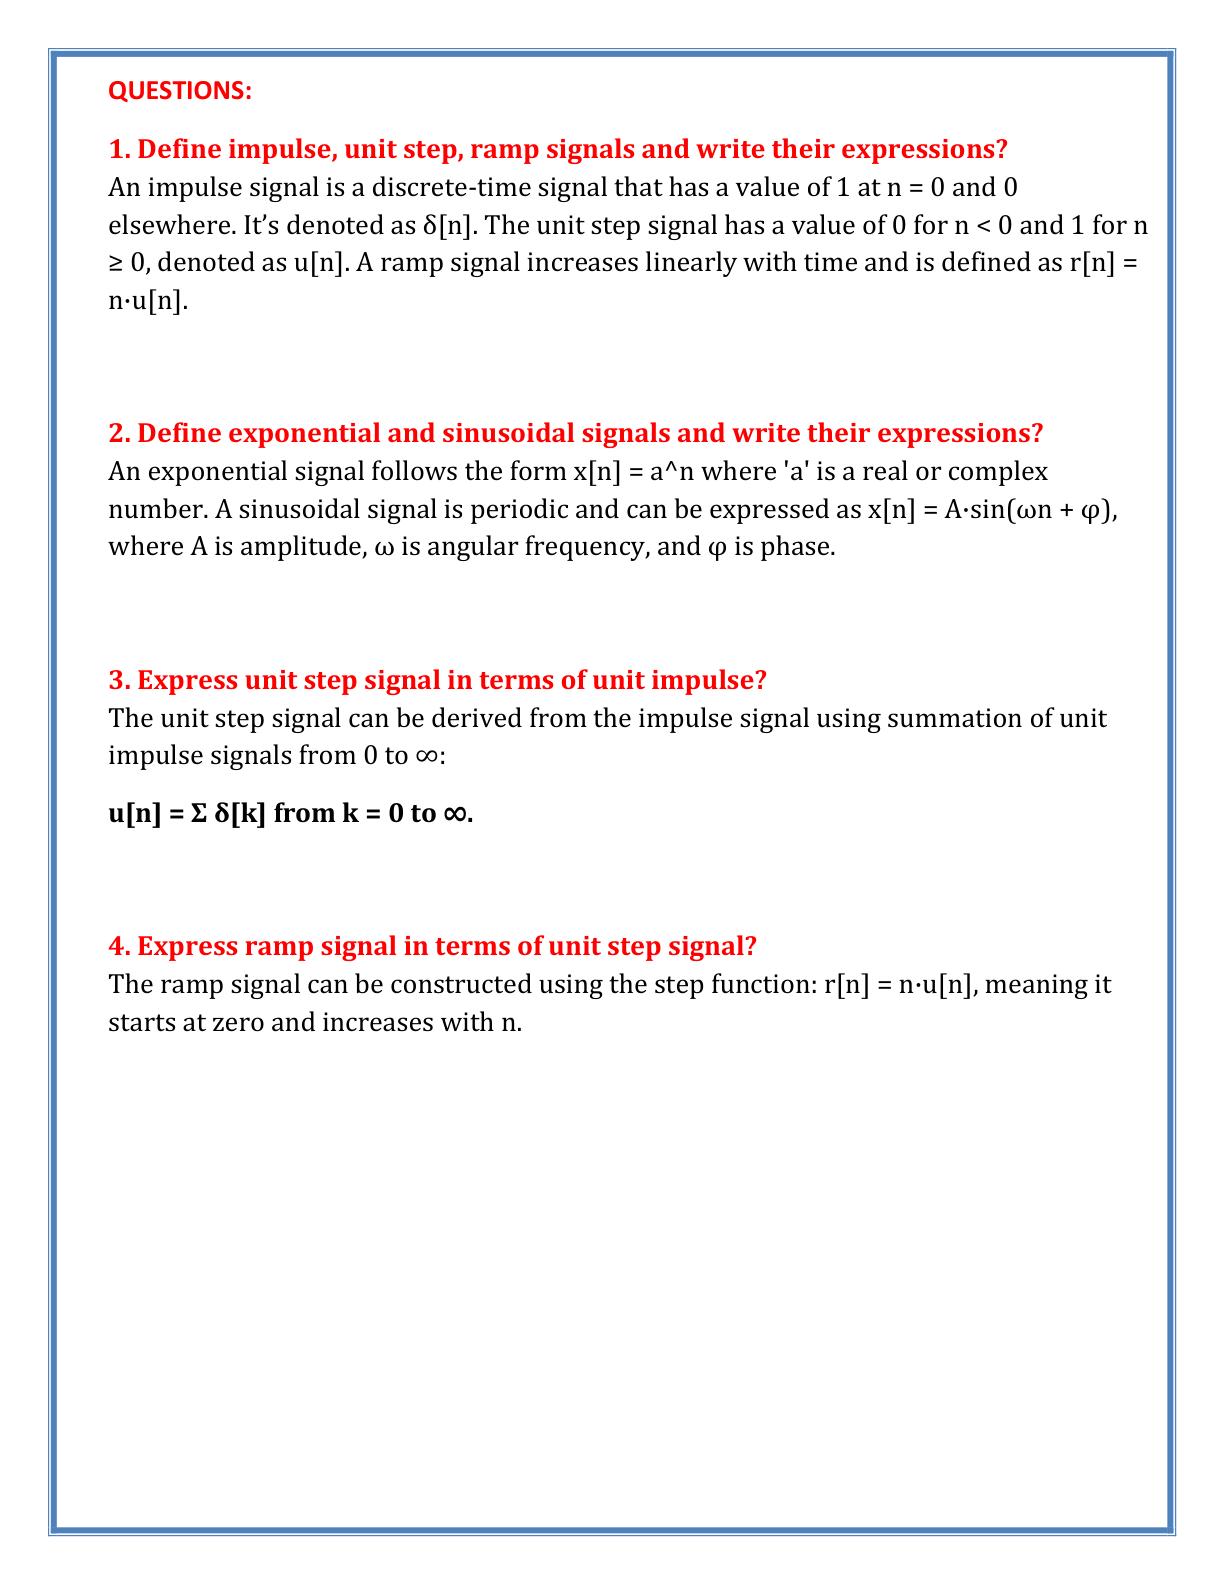 QUESTIONS:
1. Define impulse, unit step, ramp signals and write their expressions?
An impulse signal is a discrete-time signal that has a value of 1 at n = 0 and 0
elsewhere. It’s denoted as δ[n]. The unit step signal has a value of 0 for n < 0 and 1 for n
≥ 0, denoted as u[n]. A ramp signal increases linearly with time and is defined as r[n] =
n·u[n].
2. Define exponential and sinusoidal signals and write their expressions?
An exponential signal follows the form x[n] = a^n where 'a' is a real or complex
number. A sinusoidal signal is periodic and can be expressed as x[n] = A·sin(ωn + φ),
where A is amplitude, ω is angular frequency, and φ is phase.
3. Express unit step signal in terms of unit impulse?
The unit step signal can be derived from the impulse signal using summation of unit
impulse signals from 0 to ∞:
u[n] = Σ δ[k] from k = 0 to ∞.
4. Express ramp signal in terms of unit step signal?
The ramp signal can be constructed using the step function: r[n] = n·u[n], meaning it
starts at zero and increases with n.